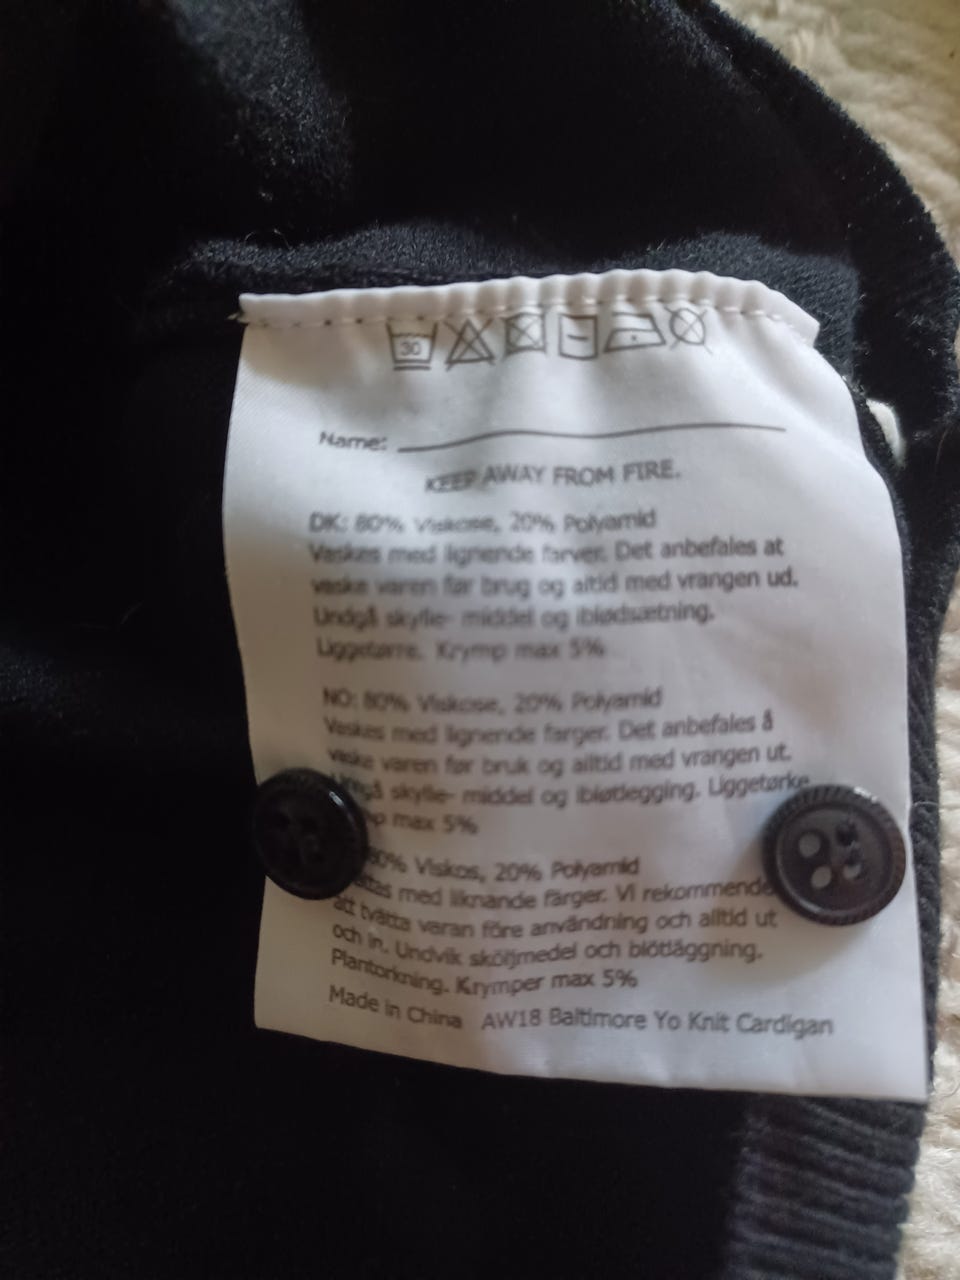 30
Name:
KEEP AWAY FROM FIRE.
DK: 80% Viskose, 20% Polyamid
Vaskes med lignende farver. Det anbefales at
vaske varen før brug og altid med vrangen ud.
Undgå skylle- middel og iblødsætning.
Liggetørre. Krymp max 5%
NO: 80% Viskose, 20% Polyamid
Vaskes med lignende farger. Det anbefales å
vaske varen før bruk og alltid med vrangen ut.
skylle- middel og ibløtlegging. Liggetørke
max 5%
Viskos, 20% Polyamid
med liknande färger. Vi
att tvätta varan före användning och alltid ut
och in. Undvik sköljmedel och blötläggning.
Plantorkning. Krymper max 5%
Made in China AW18 Baltimore Yo Knit Cardigan